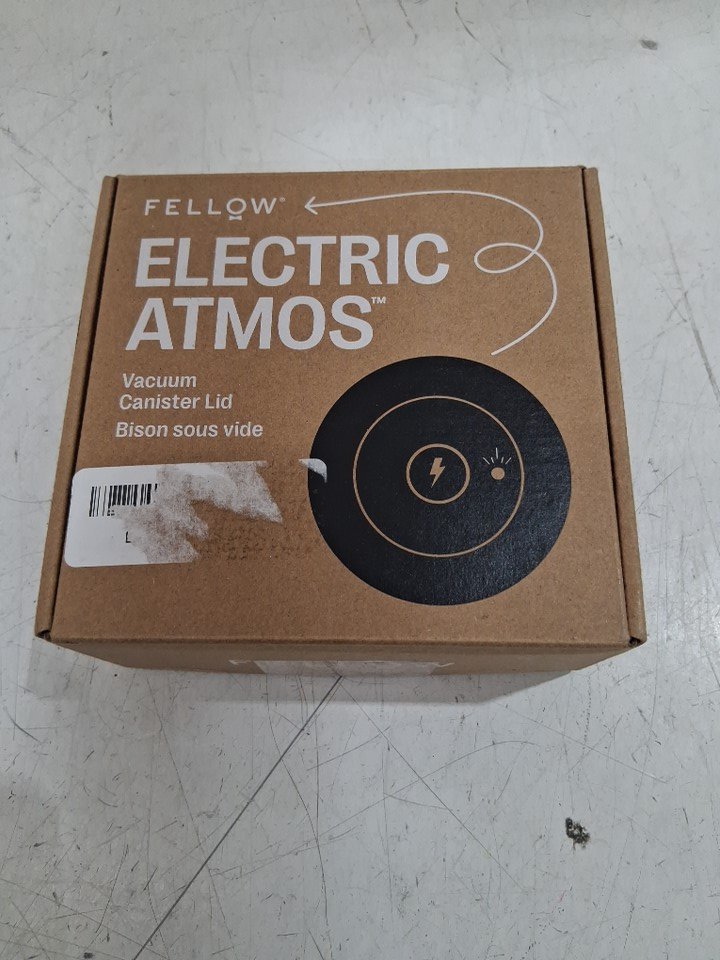 FELLOW®
ELECTRIC
ATMOS™
Vacuum
Canister Lid
Bison sous vide
L